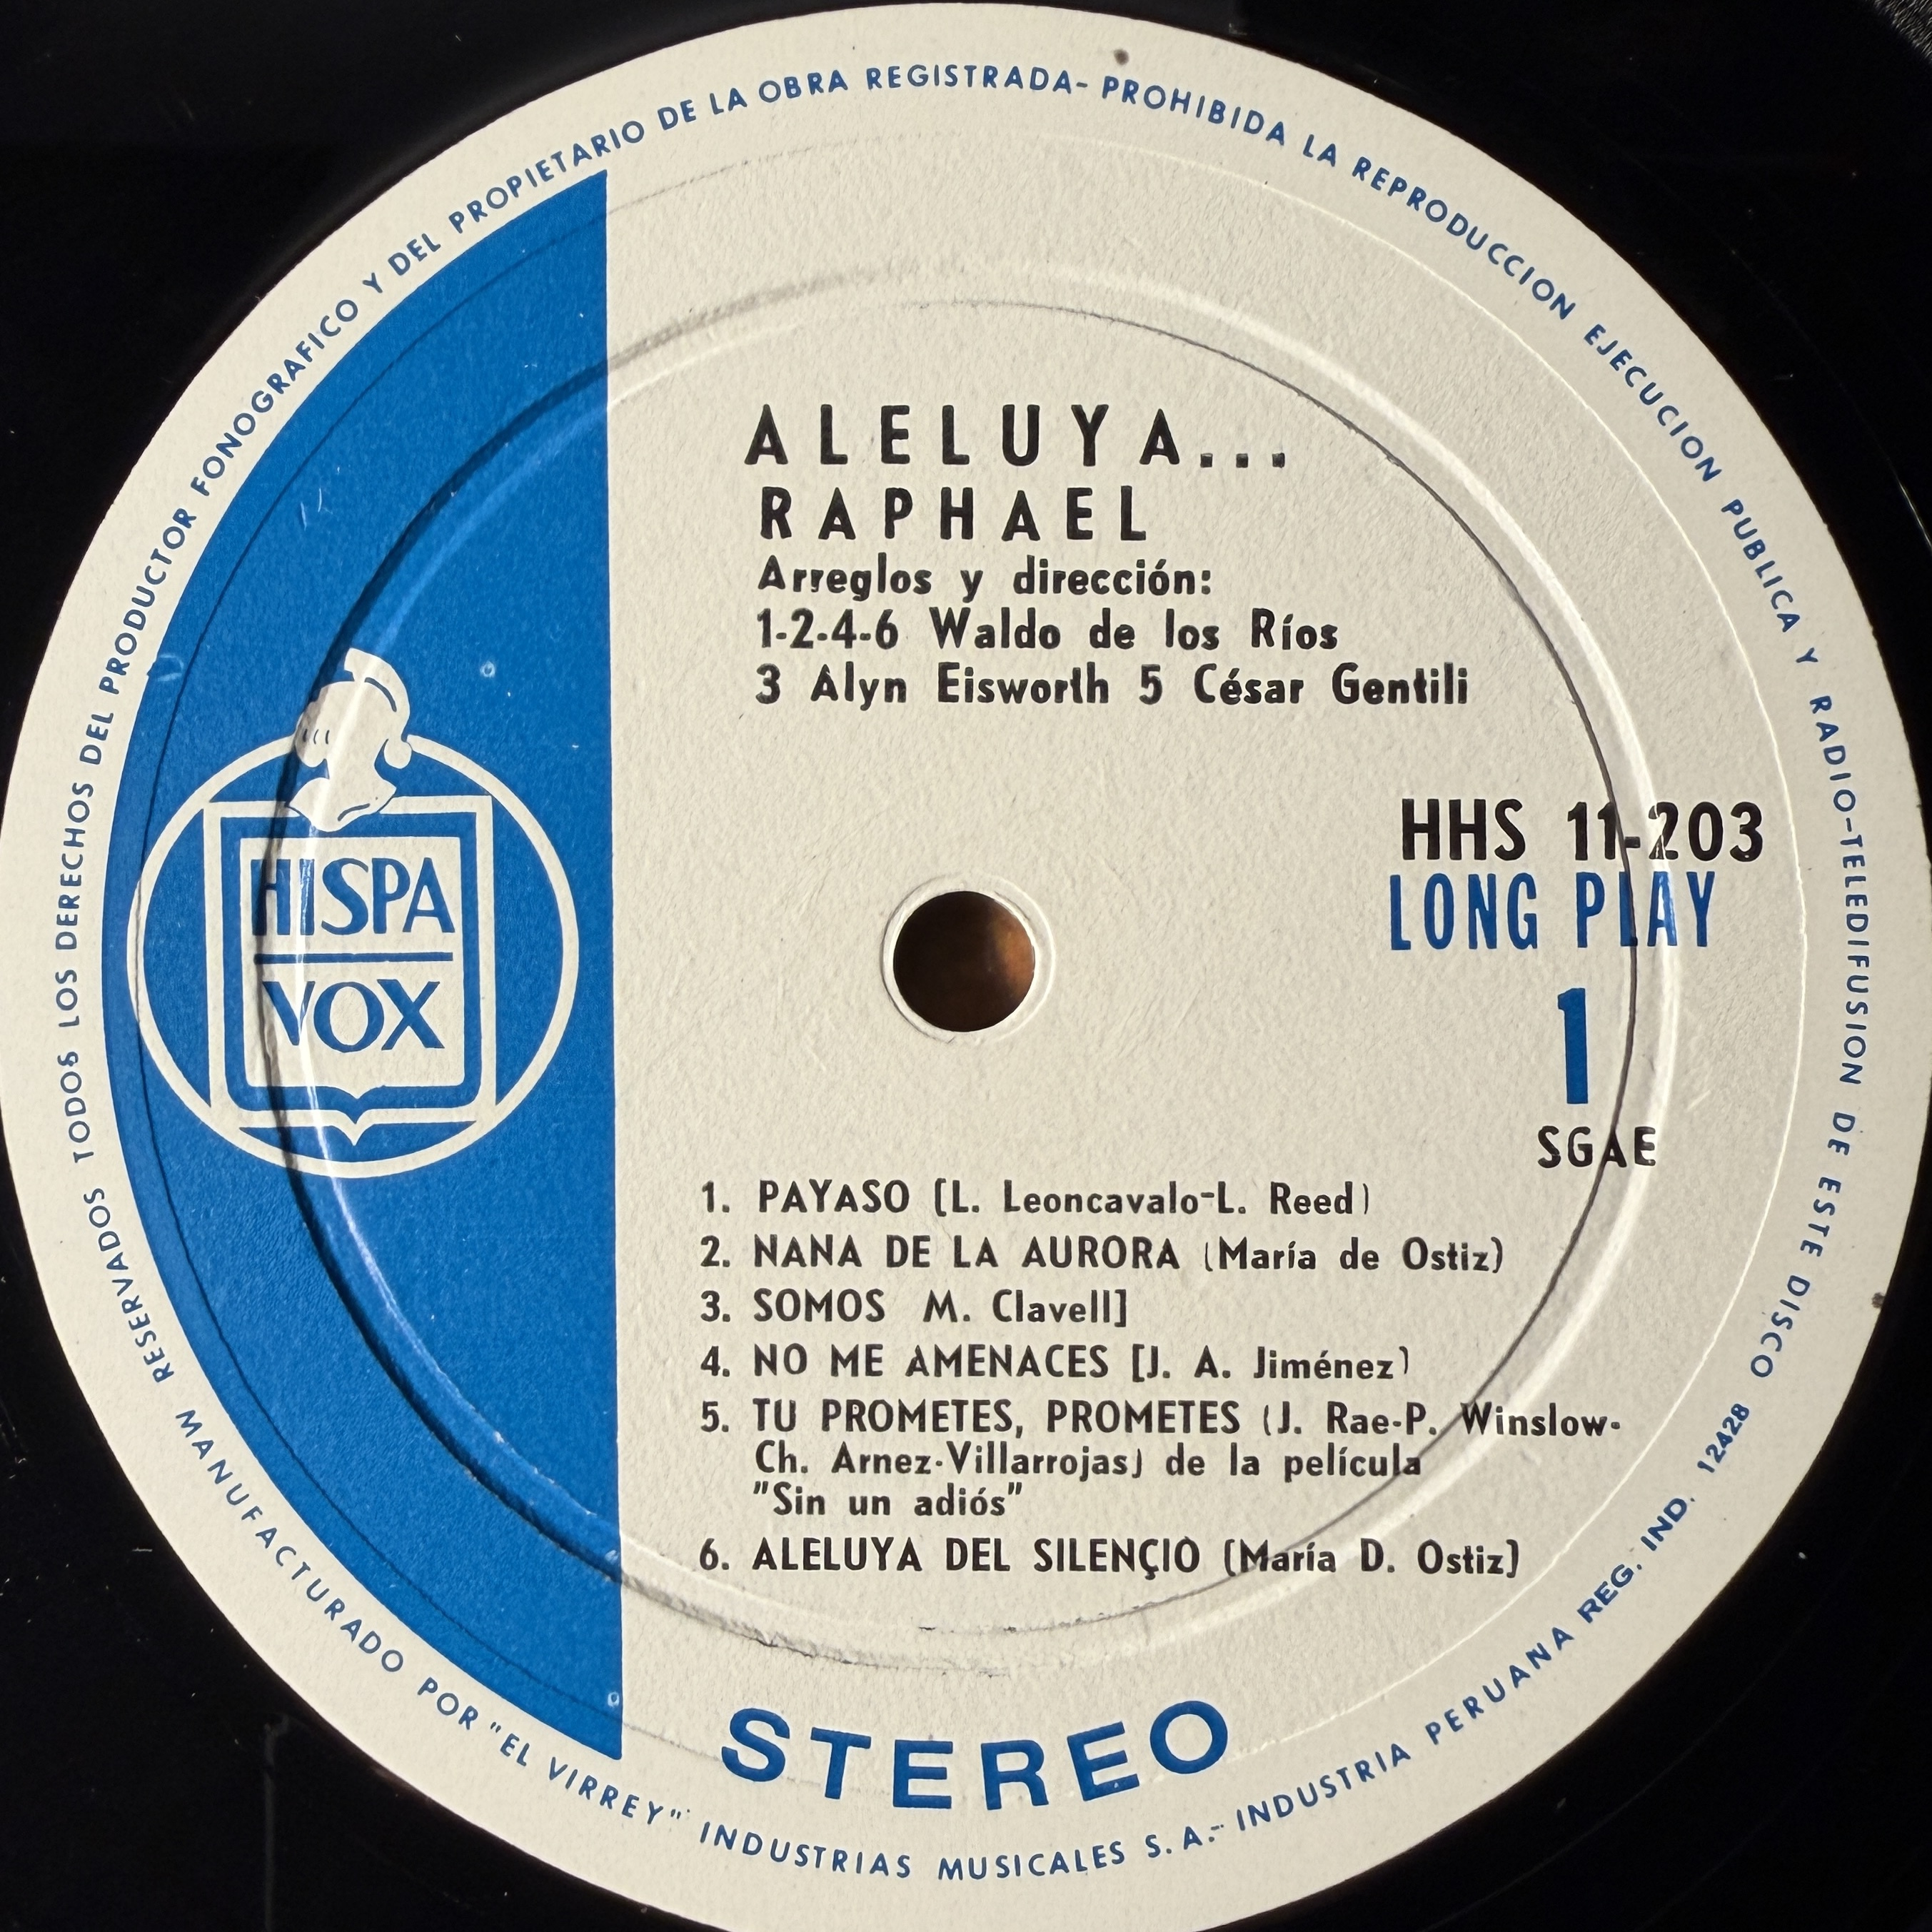 TODOS LOS DERECHOS DEL PRODUCTOR FONOGRAFICO Y DEL PROPIETARIO DE LA OBRA REGISTRADA- PROHIBIDA LA REPRODUCCION EJECUCION PUBLICA Y RADIO-TELEDIFUSION DE ESTE DISCO
RESERVADOS
ALELUYA...
RAPHAEL
Arreglos y dirección:
1-2-4-6 Waldo de los Ríos
3 Alyn Eisworth 5 César Gentili
HISPA
VOX
HHS 11-203
LONG PLAY
1
SGAE
1. PAYASO [L. Leoncavalo-L. Reed)
2. NANA DE LA AURORA (María de Ostiz)
3. SOMOS M. Clavell]
4. NO ME AMENACES [J. A. Jiménez)
5. TU PROMETES, PROMETES (J. Rae-P. Winslow-
Ch. Arnez-Villarrojas) de la película
"Sin un adiós"
6. ALELUYA DEL SILENÇIO (María D. Ostiz]
STEREO
MANUFACTURADO POR "EL VIRREY" INDUSTRIAS MUSICALES S. A.- INDUSTRIA PERUANA REG. IND. 12428